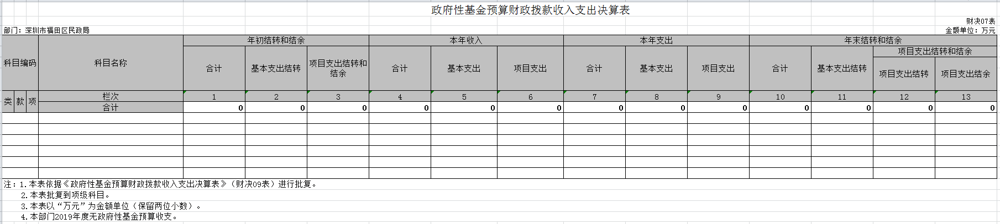 政府性基金预算财政拨款收入支出决算表
财决07表
部门：深圳市福田区民政局 金额单位：万元
科目编码 科目名称 年初结转和结余 本年收入 本年支出 年末结转和结余
合计 基本支出结转 项目支出结转和结余 合计 基本支出 项目支出 合计 基本支出 项目支出 合计 基本支出结转 项目支出结转和结余
项目支出结转 项目支出结余
类 款 项 栏次 1 2 3 4 5 6 7 8 9 10 11 12 13
合计 0 0 0 0 0 0 0 0 0 0 0 0 0
注：1.本表依据《政府性基金预算财政拨款收入支出决算表》（财决09表）进行批复。
2.本表批复到项级科目。
3.本表以“万元”为金额单位（保留两位小数）。
4.本部门2019年度无政府性基金预算收支。